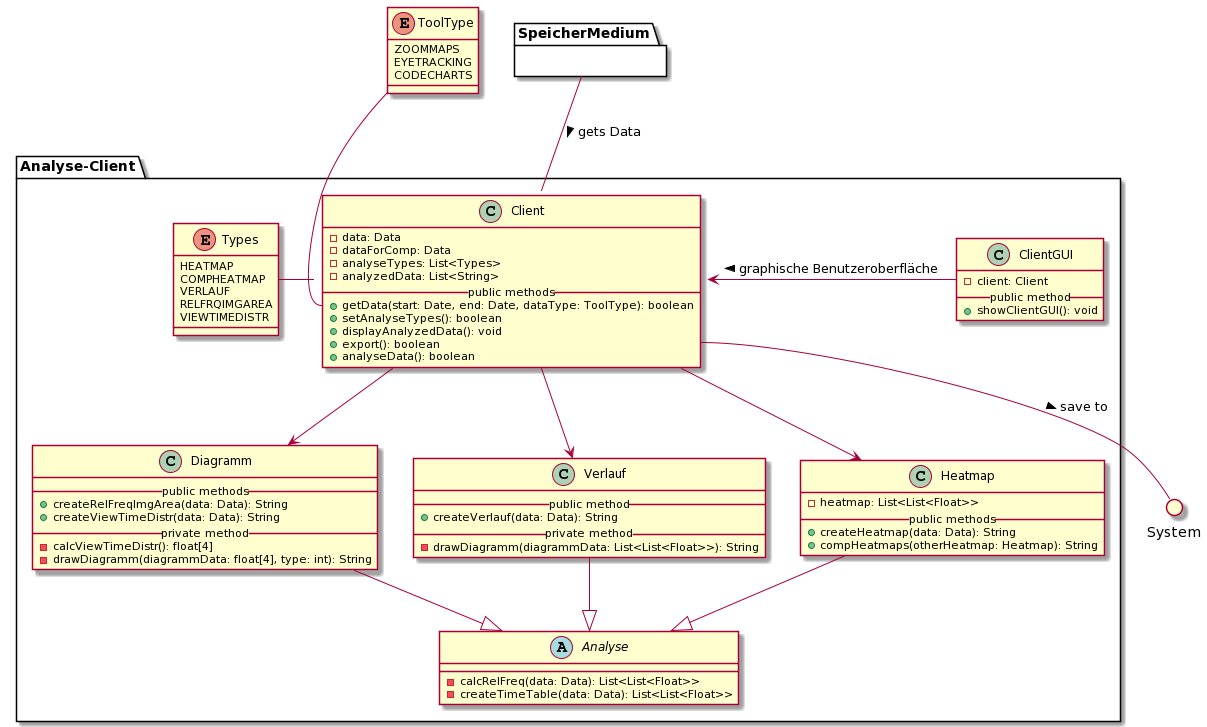 E ToolType
ZOOMMAPS
EYETRACKING
CODECHARTS
SpeicherMedium
gets Data
Analyse-Client
E Types
HEATMAP
COMPHEATMAP
VERLAUF
RELFRQIMGAREA
VIEWTIMEDISTR
C Client
data: Data
dataForComp: Data
analyseTypes: List<Types>
analyzedData: List<String>
public methods
getData(start: Date, end: Date, dataType: ToolType): boolean
setAnalyseTypes(): boolean
displayAnalyzedData(): void
export(): boolean
analyseData(): boolean
graphische Benutzeroberfläche
C ClientGUI
client: Client
public method
showClientGUI(): void
save to
System
C Diagramm
public methods
createRelFreqImgArea(data: Data): String
createViewTimeDistr(data: Data): String
private method
calcViewTimeDistr(): float[4]
drawDiagramm(diagrammData: float[4], type: int): String
C Verlauf
public method
createVerlauf(data: Data): String
private method
drawDiagramm(diagrammData: List<List<Float>>): String
C Heatmap
heatmap: List<List<Float>>
public methods
createHeatmap(data: Data): String
compHeatmaps(otherHeatmap: Heatmap): String
A Analyse
calcRelFreq(data: Data): List<List<Float>>
createTimeTable(data: Data): List<List<Float>>